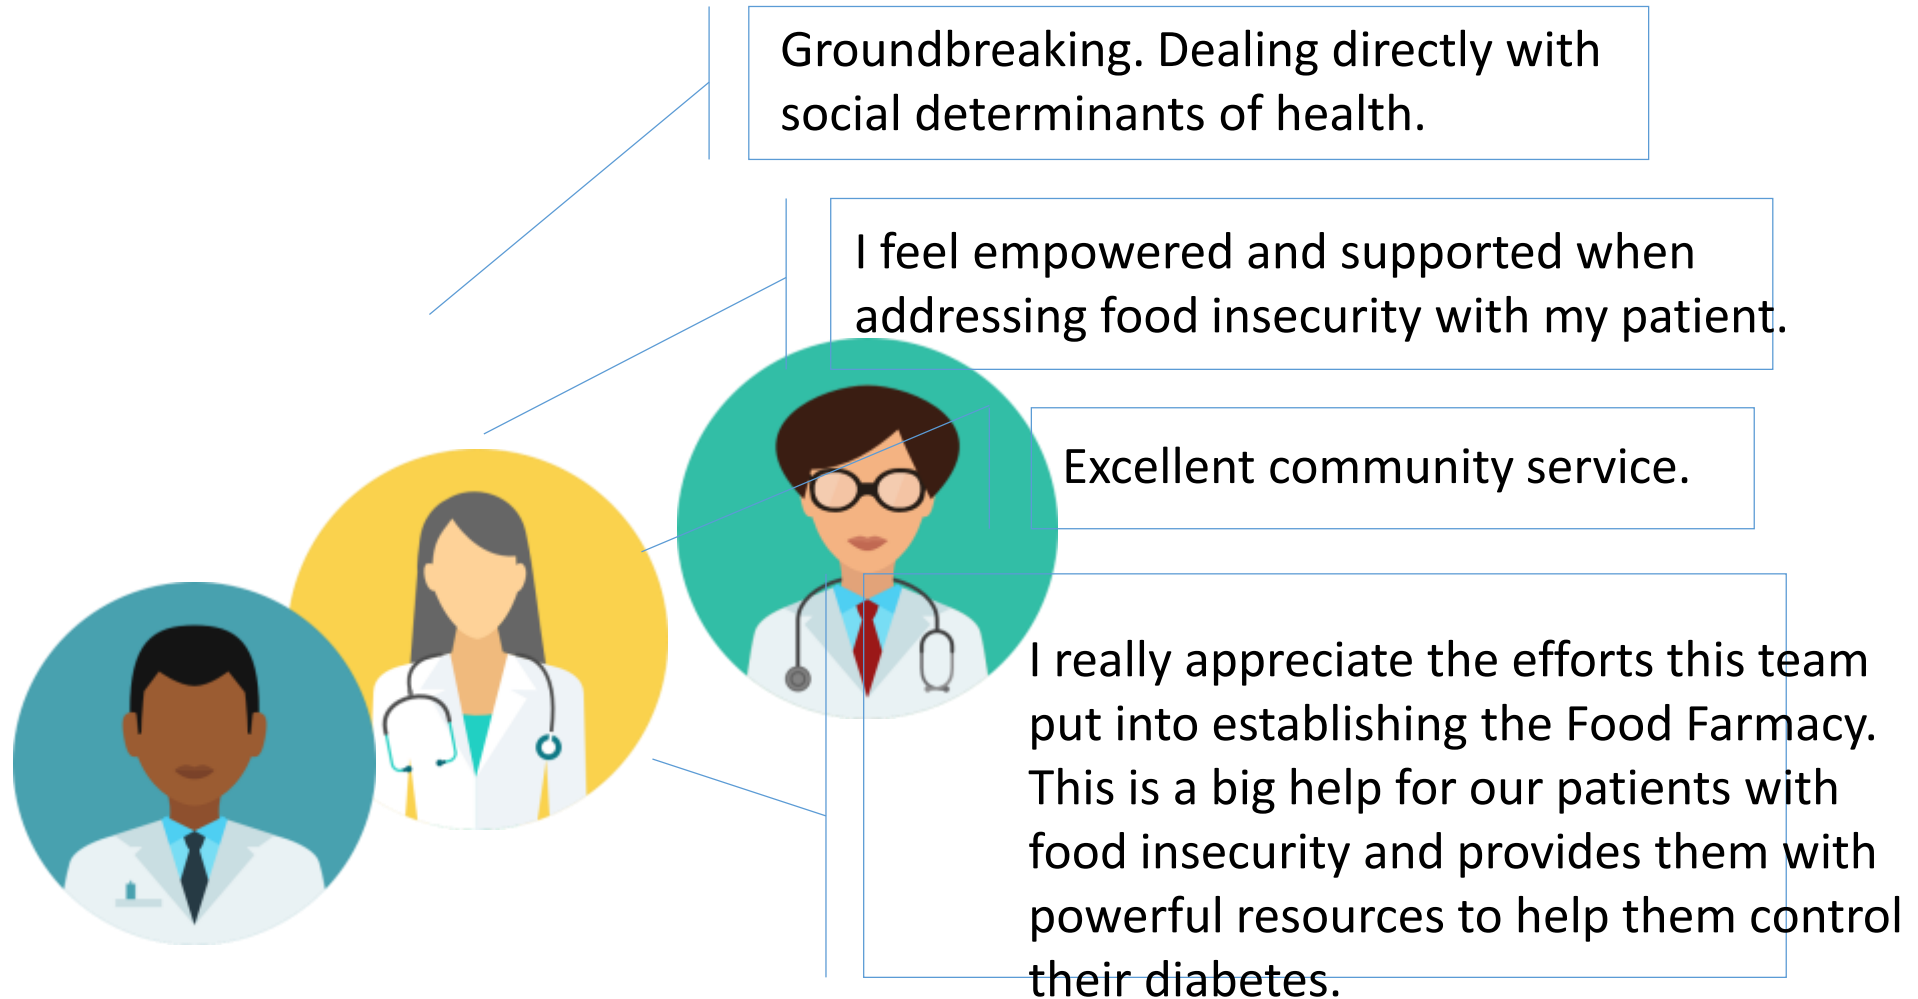 Groundbreaking. Dealing directly with
social determinants of health.
I feel empowered and supported when
addressing food insecurity with my patient.
Excellent community service.
I really appreciate the efforts this team
put into establishing the Food Farmacy.
This is a big help for our patients with
food insecurity and provides them with
powerful resources to help them control
their diabetes.